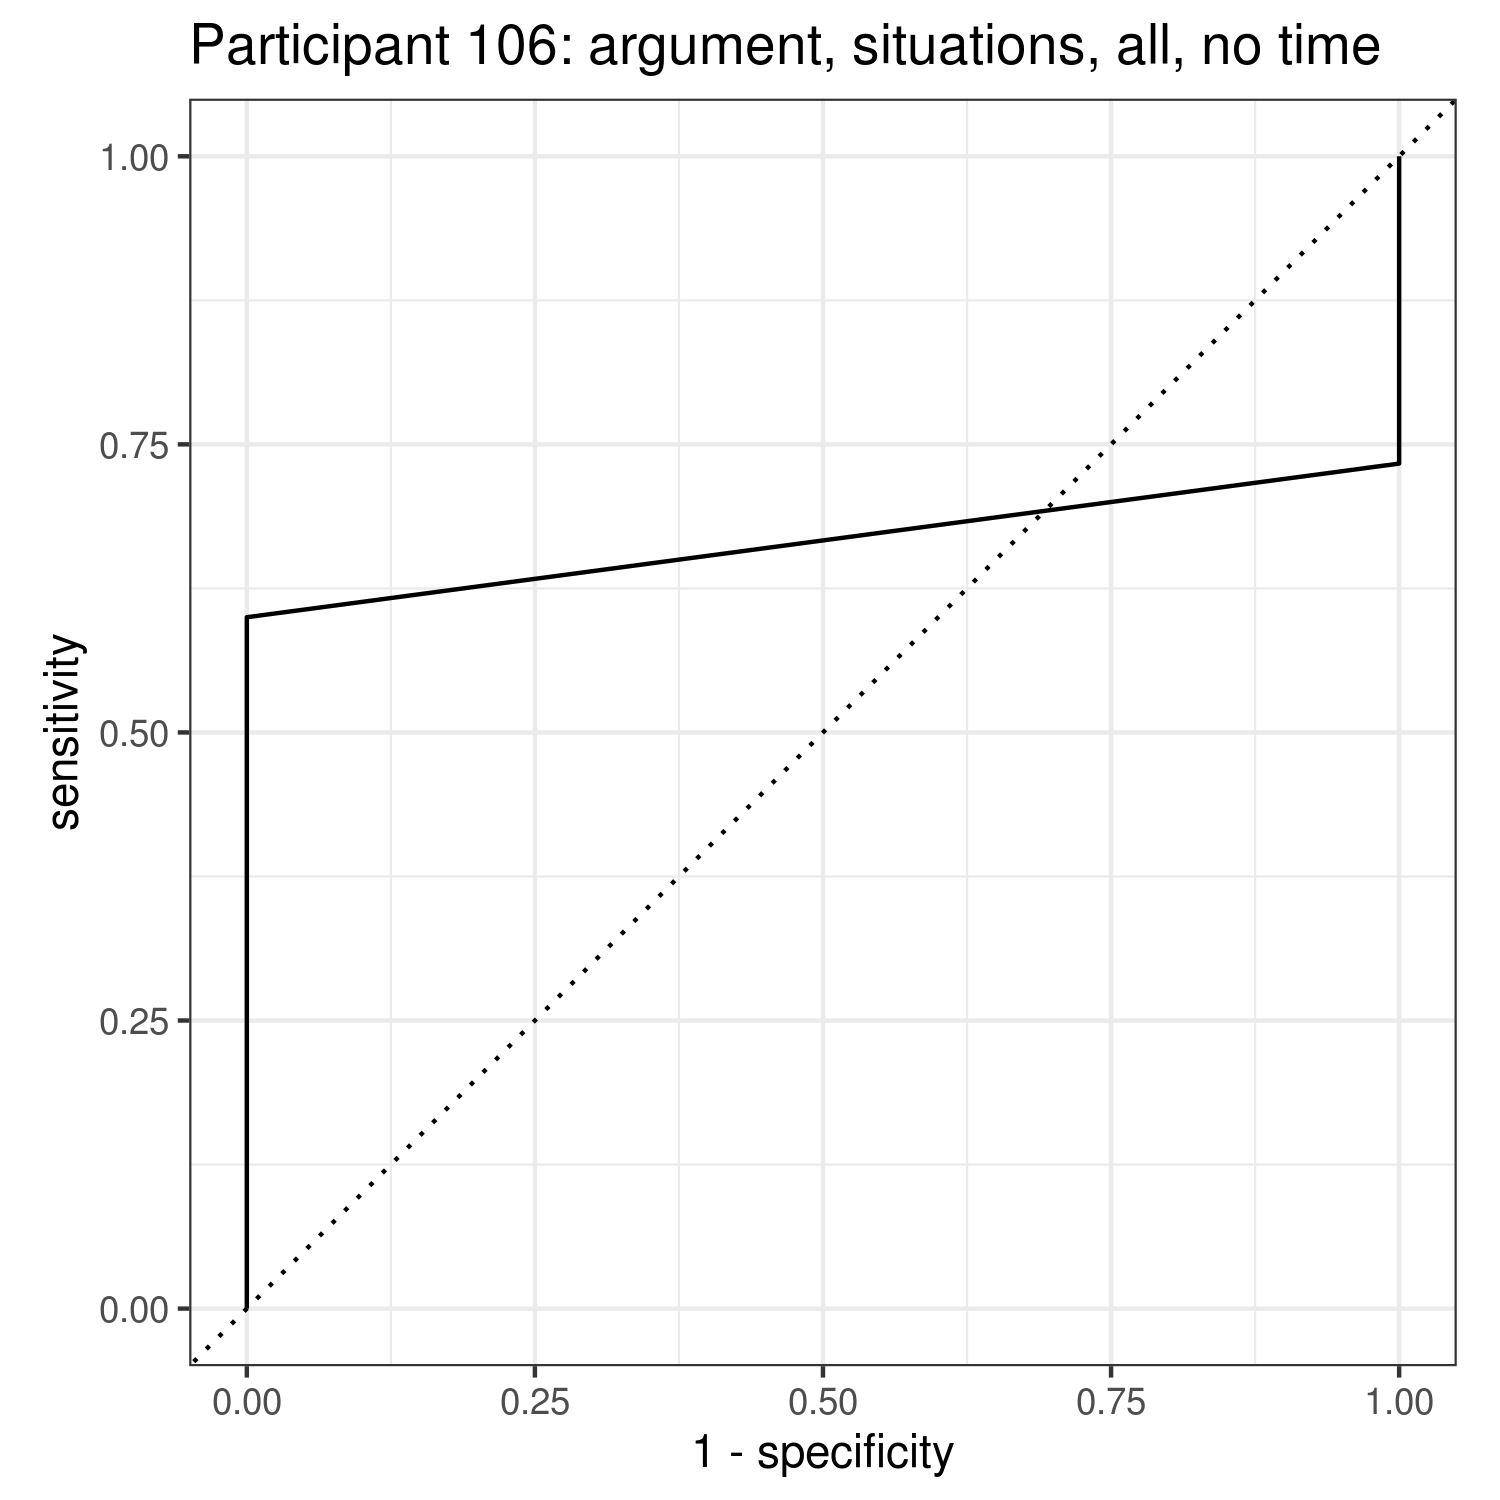 Participant 106: argument, situations, all, no time
1.00
0.75
0.50
0.25
0.00
sensitivity
0.00 0.25 0.50 0.75 1.00
1 - specificity